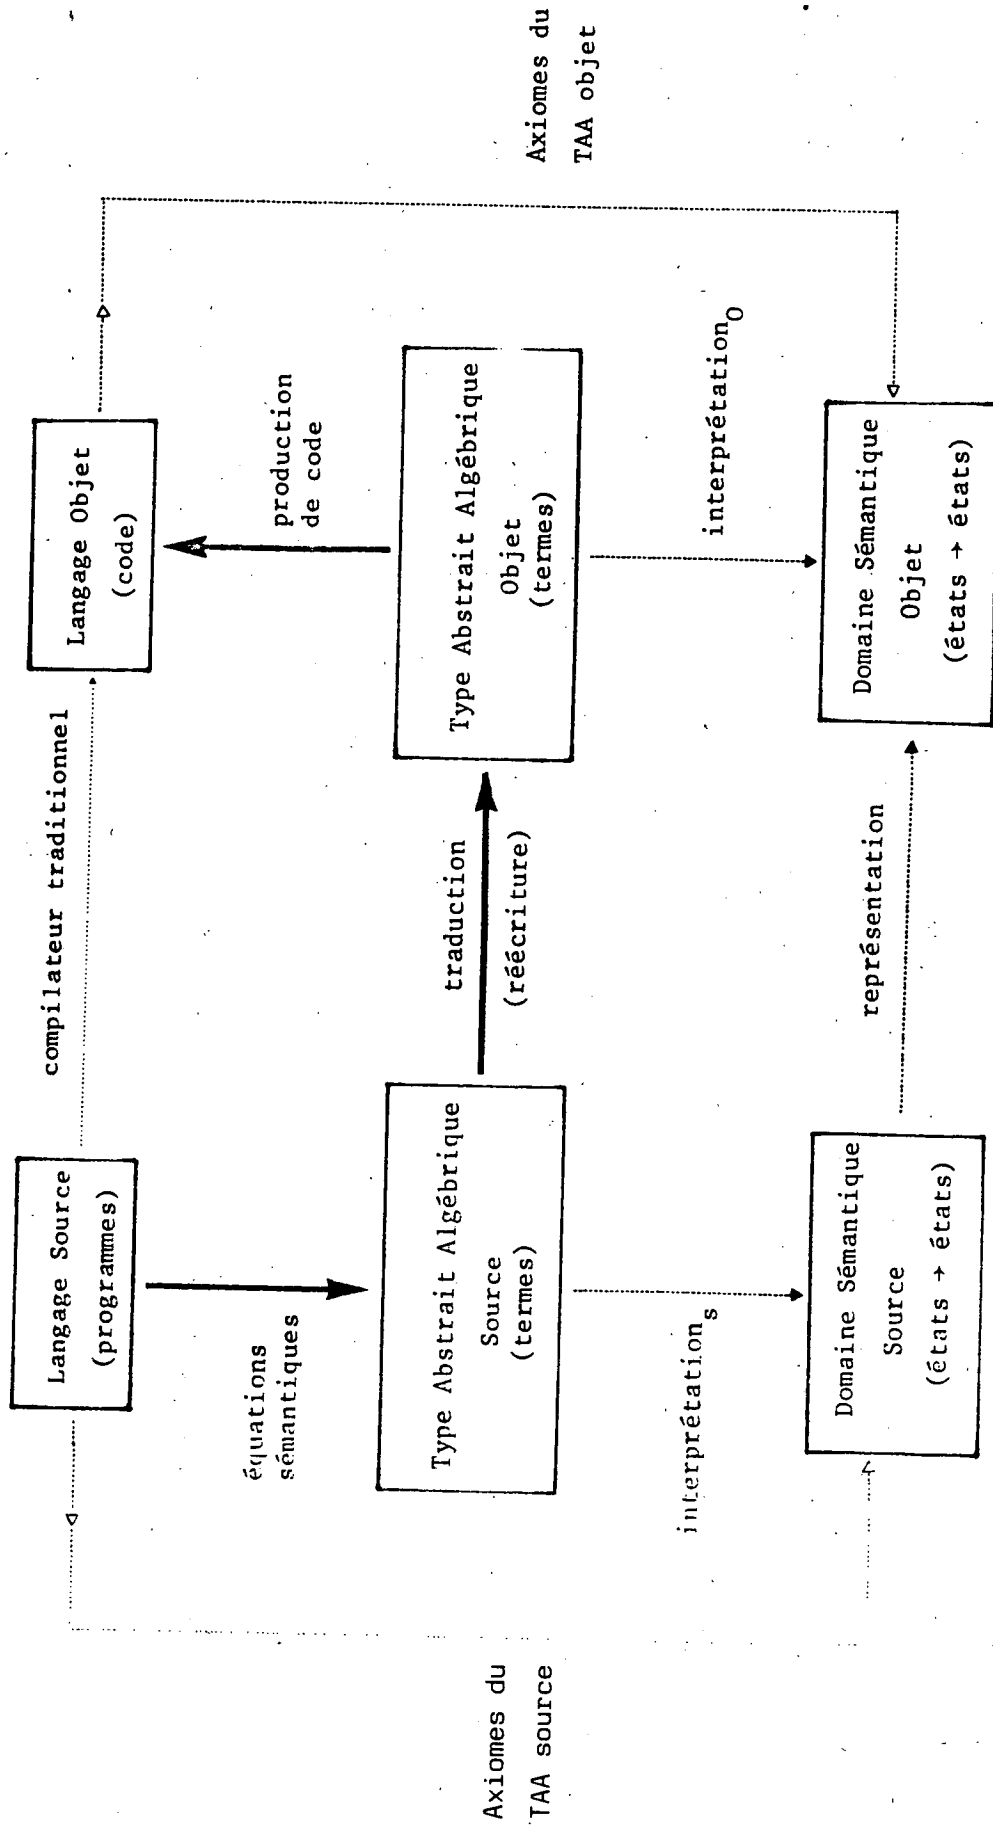 Langage Source
(programmes)
compilateur traditionnel
Langage Objet
(code)
équations
sémantiques
production
de code
Axiomes du
TAA source
Type Abstrait Algébrique
Source
(termes)
traduction
(réécriture)
Type Abstrait Algébrique
Objet
(termes)
Axiomes du
TAA objet
interprétation_s
interprétation_O
Domaine Sémantique
Source
(états → états)
représentation
Domaine Sémantique
Objet
(états → états)